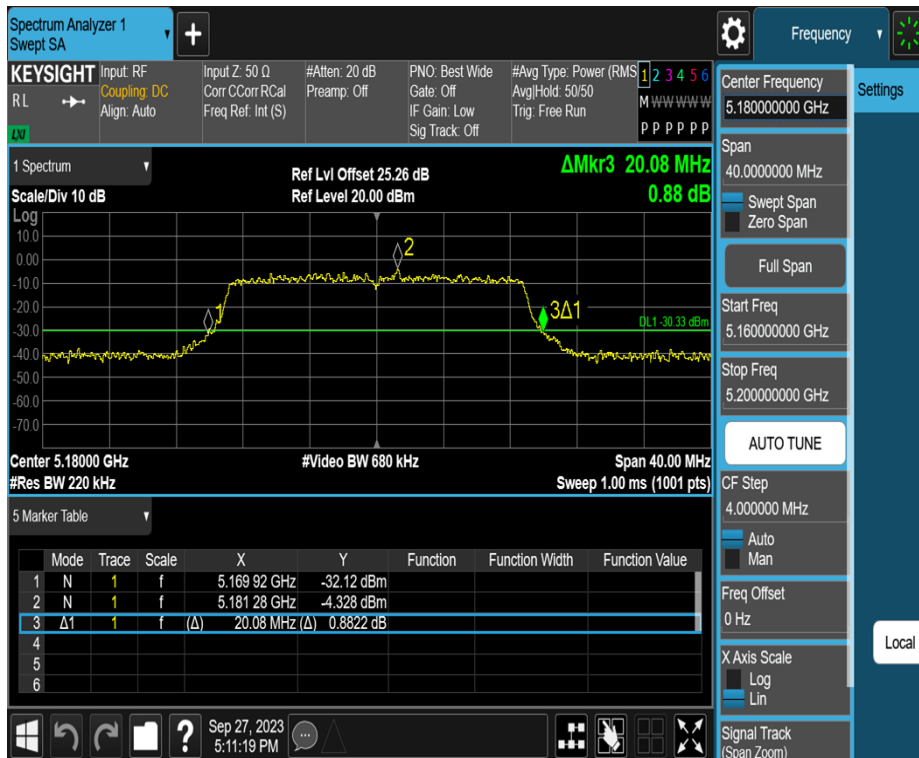 Spectrum Analyzer 1
Swept SA
+
Frequency
KEYSIGHT
RL
LXI
Input: RF
Coupling: DC
Align: Auto
Input Z: 50 Ω
Corr CCorr RCal
Freq Ref: Int (S)
#Atten: 20 dB
Preamp: Off
PNO: Best Wide
Gate: Off
IF Gain: Low
Sig Track: Off
#Avg Type: Power (RMS
Avg|Hold: 50/50
Trig: Free Run
1 2 3 4 5 6
M W W W W W
P P P P P P
1 Spectrum
Scale/Div 10 dB
Ref Lvl Offset 25.26 dB
Ref Level 20.00 dBm
ΔMkr3 20.08 MHz
0.88 dB
Log
10.0
0.00
-10.0
-20.0
-30.0
-40.0
-50.0
-60.0
-70.0
1
2
3Δ1
DL1 -30.33 dBm
Center 5.18000 GHz
#Res BW 220 kHz
#Video BW 680 kHz
Span 40.00 MHz
Sweep 1.00 ms (1001 pts)
5 Marker Table
Mode Trace Scale X Y Function Function Width Function Value
1 N 1 f 5.169 92 GHz -32.12 dBm
2 N 1 f 5.181 28 GHz -4.328 dBm
3 Δ1 1 f (Δ) 20.08 MHz (Δ) 0.8822 dB
4
5
6
?
Sep 27, 2023
5:11:19 PM
Center Frequency
5.180000000 GHz
Span
40.0000000 MHz
Swept Span
Zero Span
Full Span
Start Freq
5.160000000 GHz
Stop Freq
5.200000000 GHz
AUTO TUNE
CF Step
4.000000 MHz
Auto
Man
Freq Offset
0 Hz
X Axis Scale
Log
Lin
Signal Track
(Span Zoom)
Settings
Local